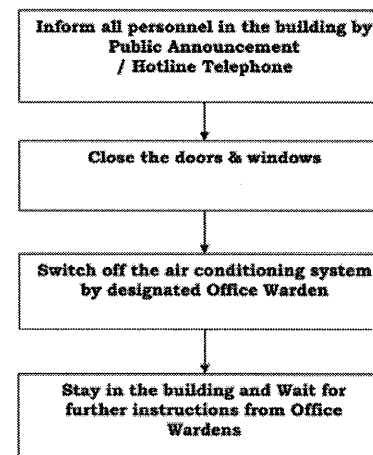 Inform all personnel in the building by
Public Announcement
/ Hotline Telephone
Close the doors & windows
Switch off the air conditioning system
by designated Office Warden
Stay in the building and Wait for
further instructions from Office
Wardens